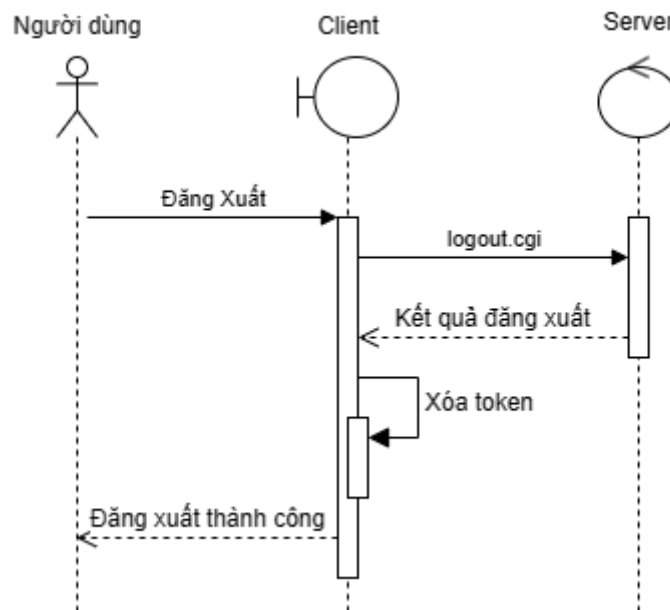 Người dùng
Client
Server
Đăng Xuất
logout.cgi
Kết quả đăng xuất
Xóa token
Đăng xuất thành công